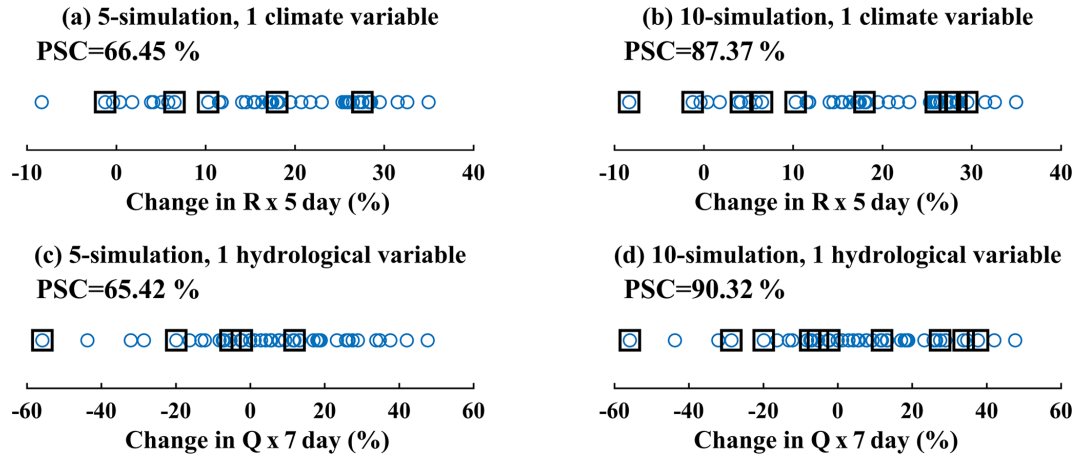 (a) 5-simulation, 1 climate variable
PSC=66.45 %
-10 0 10 20 30 40
Change in R x 5 day (%)
(b) 10-simulation, 1 climate variable
PSC=87.37 %
-10 0 10 20 30 40
Change in R x 5 day (%)
(c) 5-simulation, 1 hydrological variable
PSC=65.42 %
-60 -40 -20 0 20 40 60
Change in Q x 7 day (%)
(d) 10-simulation, 1 hydrological variable
PSC=90.32 %
-60 -40 -20 0 20 40 60
Change in Q x 7 day (%)